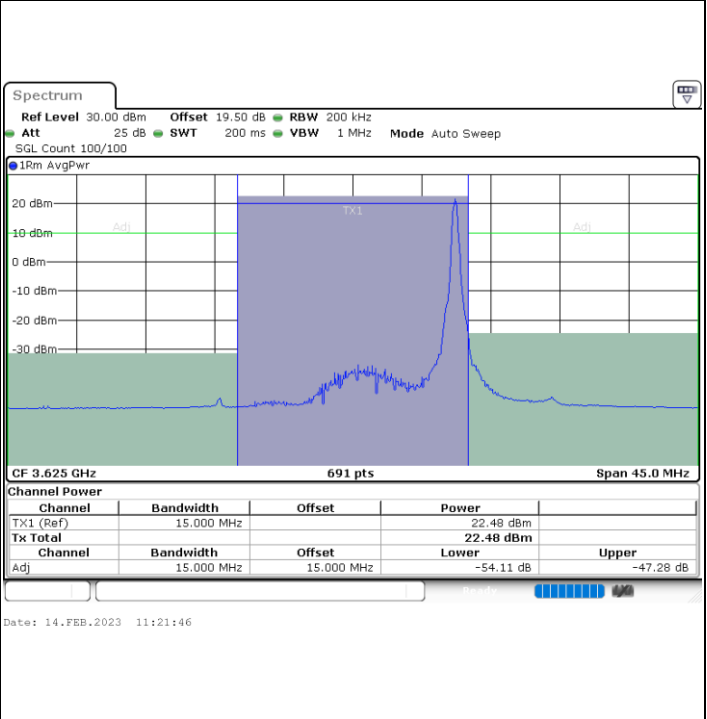 Spectrum
Ref Level 30.00 dBm Offset 19.50 dB RBW 200 kHz
Att 25 dB SWT 200 ms VBW 1 MHz Mode Auto Sweep
SGL Count 100/100
1Rm AvgPwr
TX1
20 dBm
Adj Adj
10 dBm
0 dBm
-10 dBm
-20 dBm
-30 dBm
CF 3.625 GHz 691 pts Span 45.0 MHz
Channel Power
Channel Bandwidth Offset Power
TX1 (Ref) 15.000 MHz 22.48 dBm
Tx Total 22.48 dBm
Channel Bandwidth Offset Lower Upper
Adj 15.000 MHz 15.000 MHz -54.11 dB -47.28 dB
Ready
Date: 14.FEB.2023 11:21:46